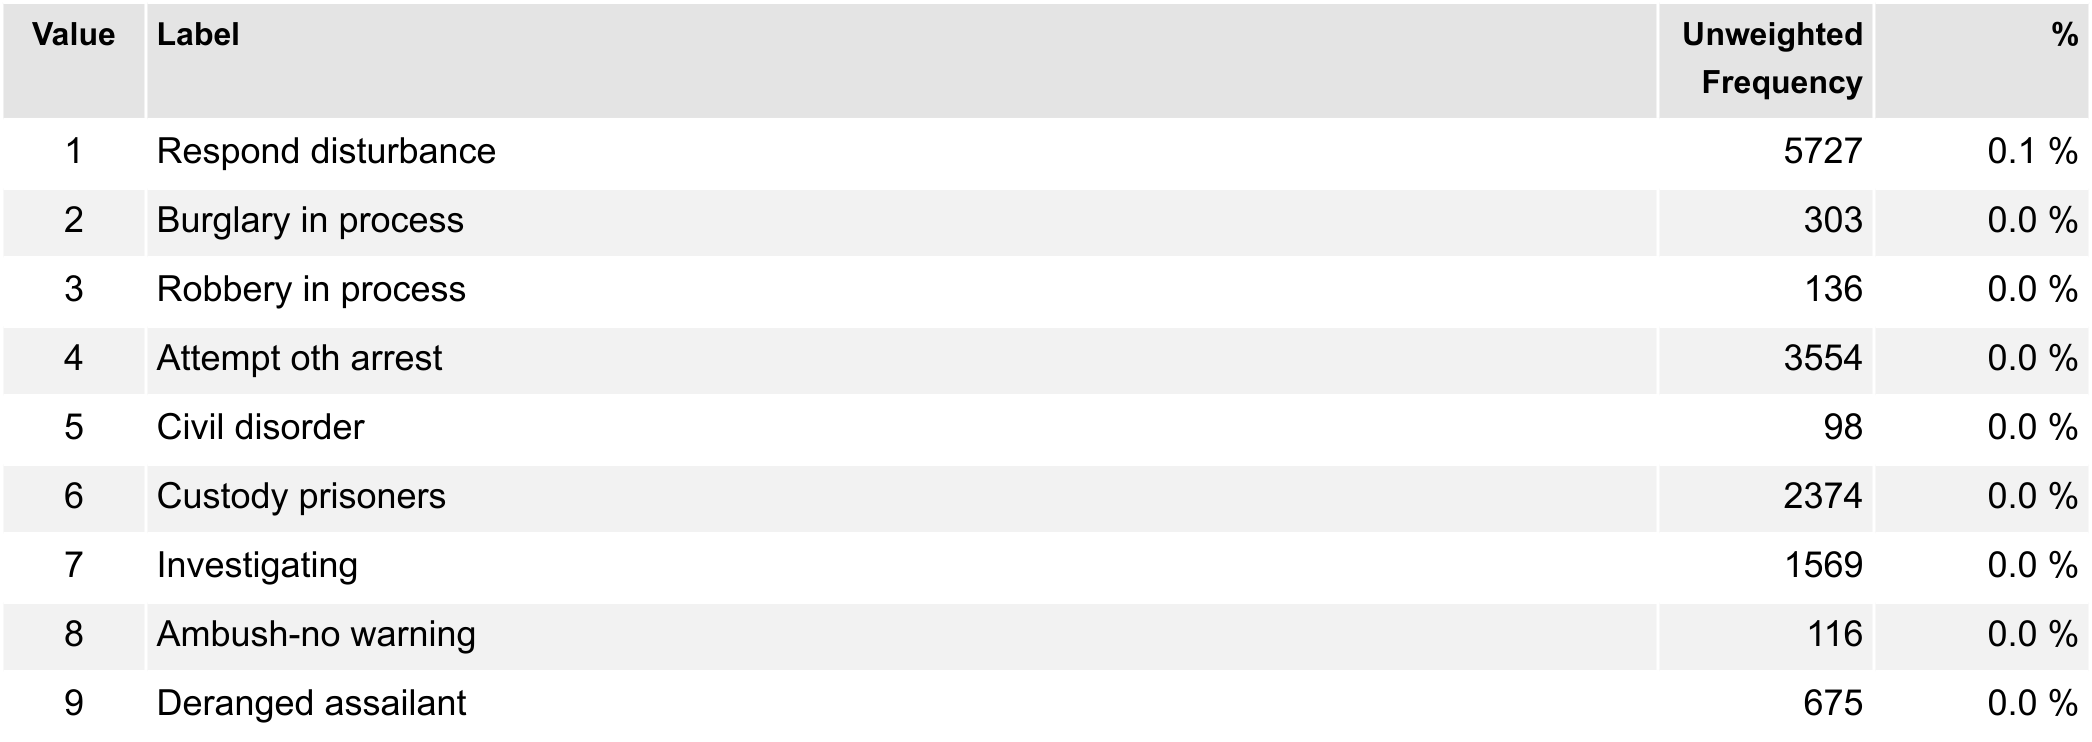 Value Label Unweighted Frequency %
1 Respond disturbance 5727 0.1 %
2 Burglary in process 303 0.0 %
3 Robbery in process 136 0.0 %
4 Attempt oth arrest 3554 0.0 %
5 Civil disorder 98 0.0 %
6 Custody prisoners 2374 0.0 %
7 Investigating 1569 0.0 %
8 Ambush-no warning 116 0.0 %
9 Deranged assailant 675 0.0 %